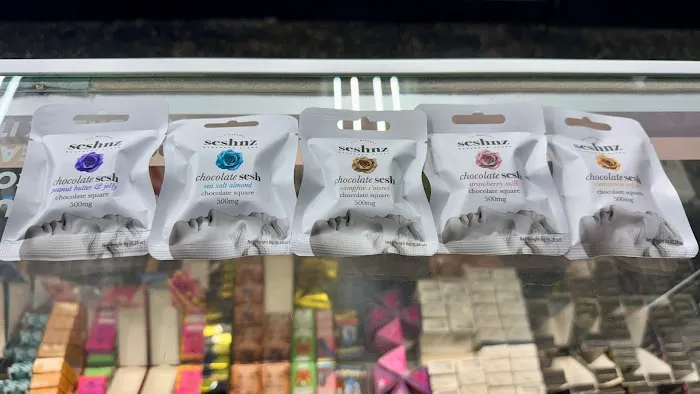 seshnz
chocolate sesh
peanut butter & jelly
chocolate square
500mg
seshnz
chocolate sesh
sea salt almond
chocolate square
500mg
seshnz
chocolate sesh
campfire s'mores
chocolate square
500mg
seshnz
chocolate sesh
strawberry milk
chocolate square
500mg
seshnz
chocolate sesh
chocolate square
500mg